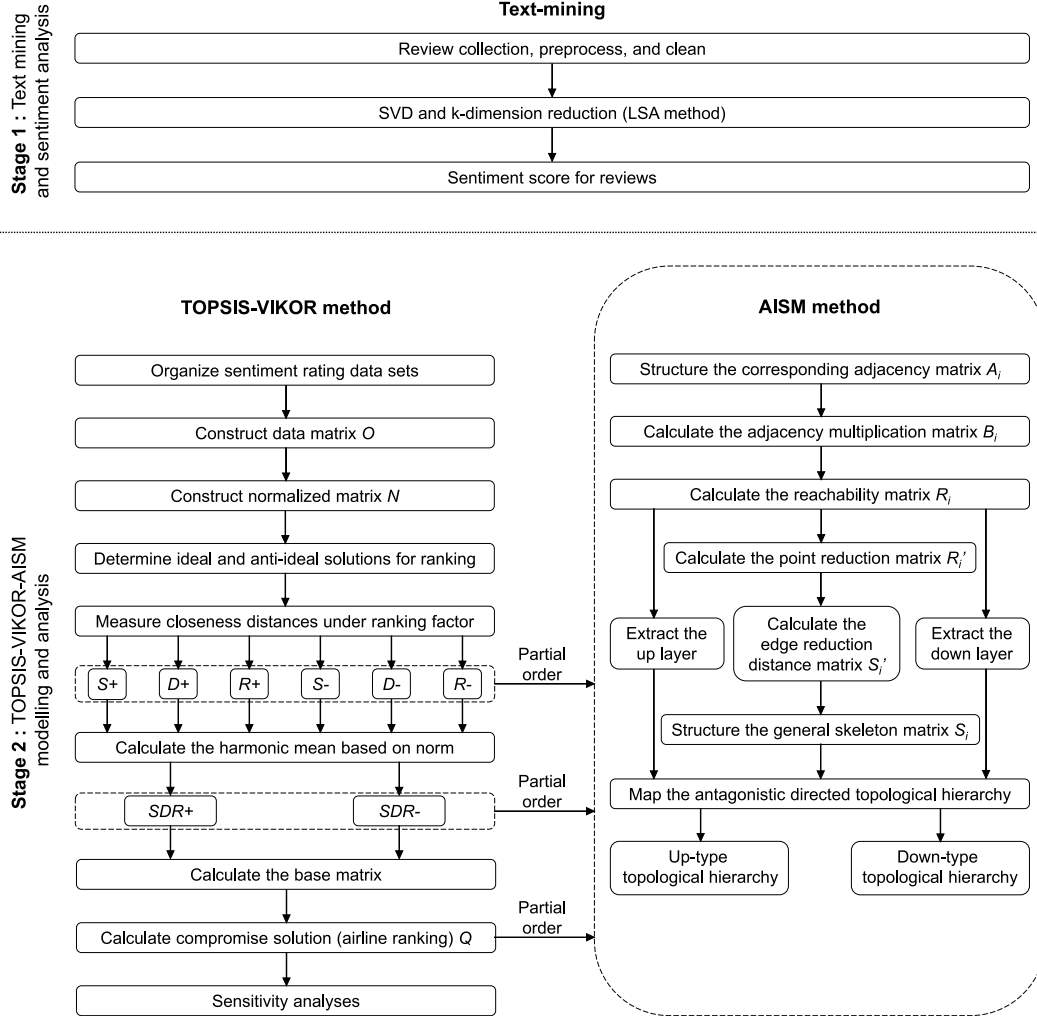 Text-mining
Stage 1 : Text mining
and sentiment analysis
Review collection, preprocess, and clean
SVD and k-dimension reduction (LSA method)
Sentiment score for reviews
Stage 2 : TOPSIS-VIKOR-AISM
modelling and analysis
TOPSIS-VIKOR method
Organize sentiment rating data sets
Construct data matrix O
Construct normalized matrix N
Determine ideal and anti-ideal solutions for ranking
Measure closeness distances under ranking factor
S+ D+ R+ S- D- R-
Partial
order
Calculate the harmonic mean based on norm
SDR+ SDR-
Partial
order
Calculate the base matrix
Calculate compromise solution (airline ranking) Q
Partial
order
Sensitivity analyses
AISM method
Structure the corresponding adjacency matrix Ai
Calculate the adjacency multiplication matrix Bi
Calculate the reachability matrix Ri
Calculate the point reduction matrix Ri’
Extract the
up layer
Calculate the
edge reduction
distance matrix Si’
Extract the
down layer
Structure the general skeleton matrix Si
Map the antagonistic directed topological hierarchy
Up-type
topological hierarchy
Down-type
topological hierarchy